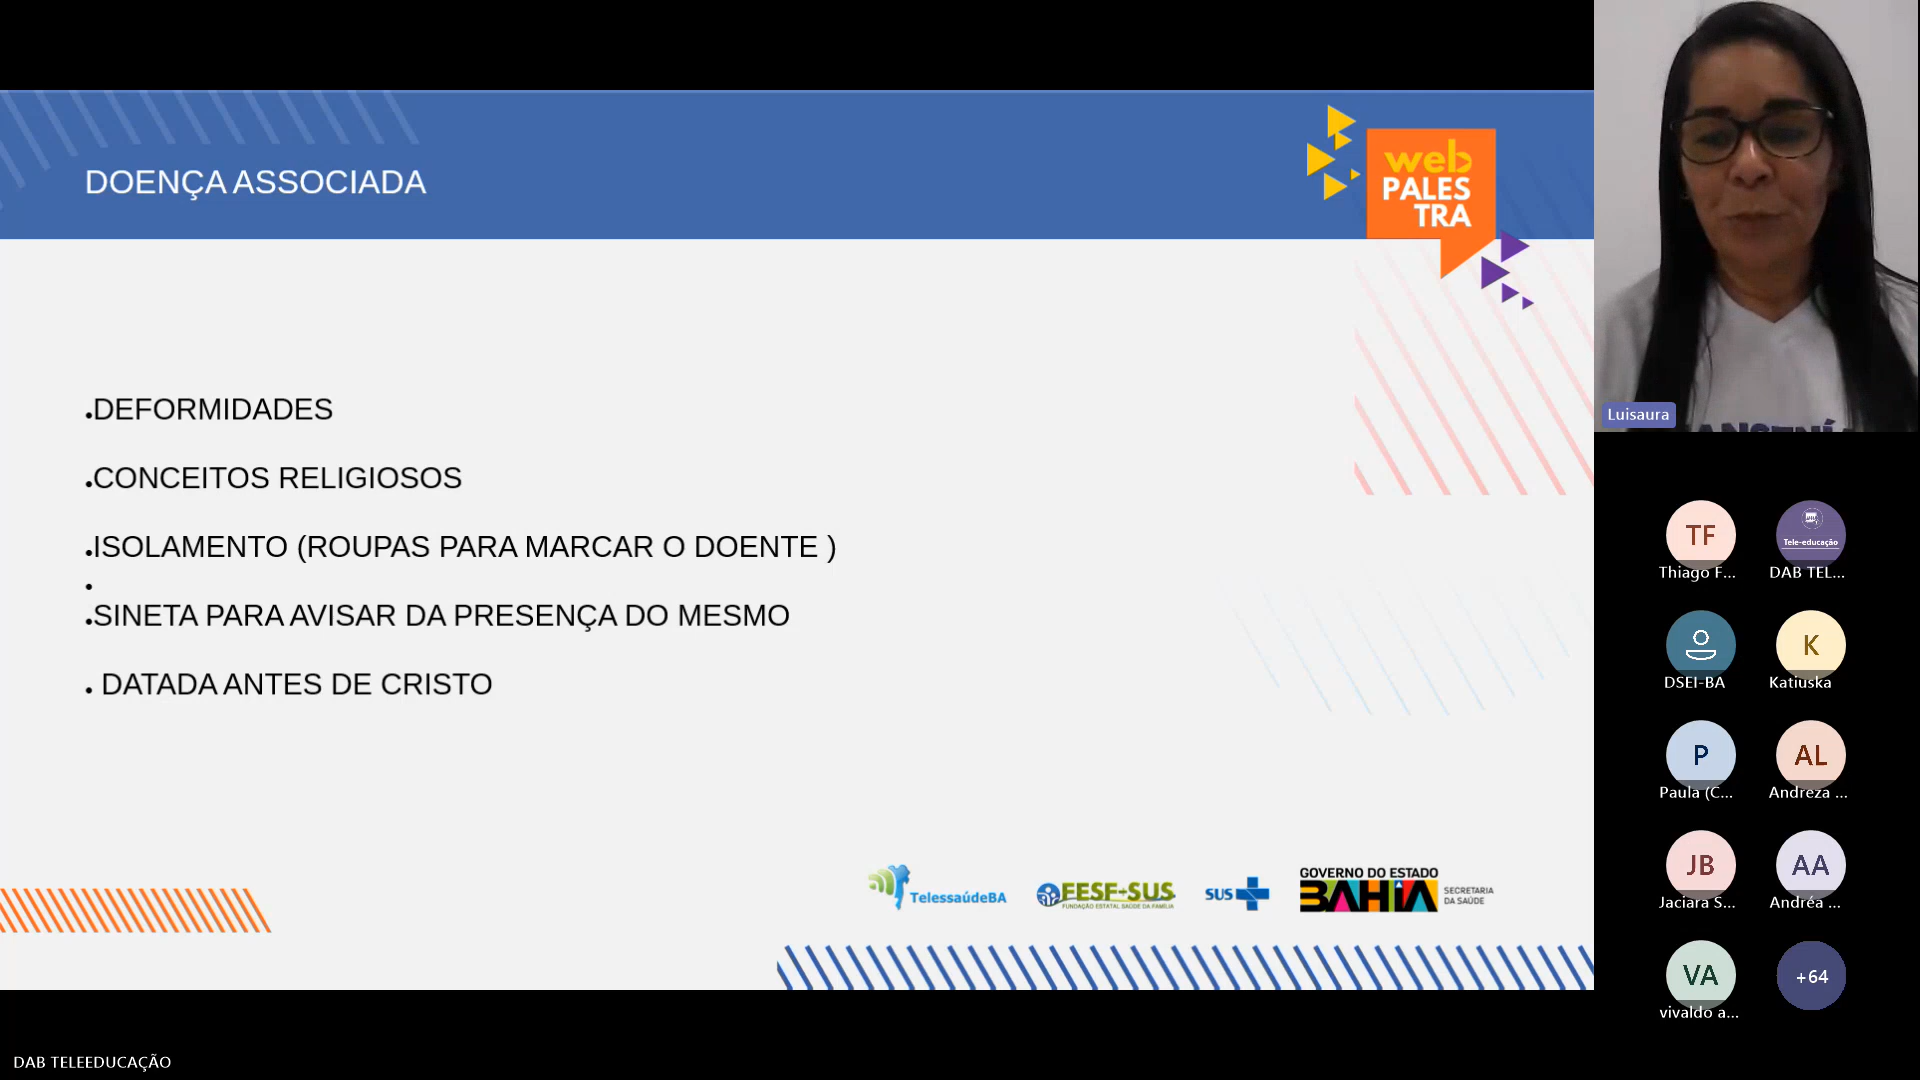 DOENÇA ASSOCIADA
web
PALES
TRA
.DEFORMIDADES
.CONCEITOS RELIGIOSOS
.ISOLAMENTO (ROUPAS PARA MARCAR O DOENTE )
.
.SINETA PARA AVISAR DA PRESENÇA DO MESMO
. DATADA ANTES DE CRISTO
TelessaúdeBA
FESF+SUS
FUNDAÇÃO ESTATAL SAÚDE DA FAMÍLIA
SUS
GOVERNO DO ESTADO
BAHIA
SECRETARIA
DA SAÚDE
Luisaura
TF
Thiago F...
Tele-educação
DAB TEL...
DSEI-BA
K
Katiuska
P
Paula (C...
AL
Andreza ...
JB
Jaciara S...
AA
Andréa ...
VA
vivaldo a...
+64
DAB TELEEDUCAÇÃO